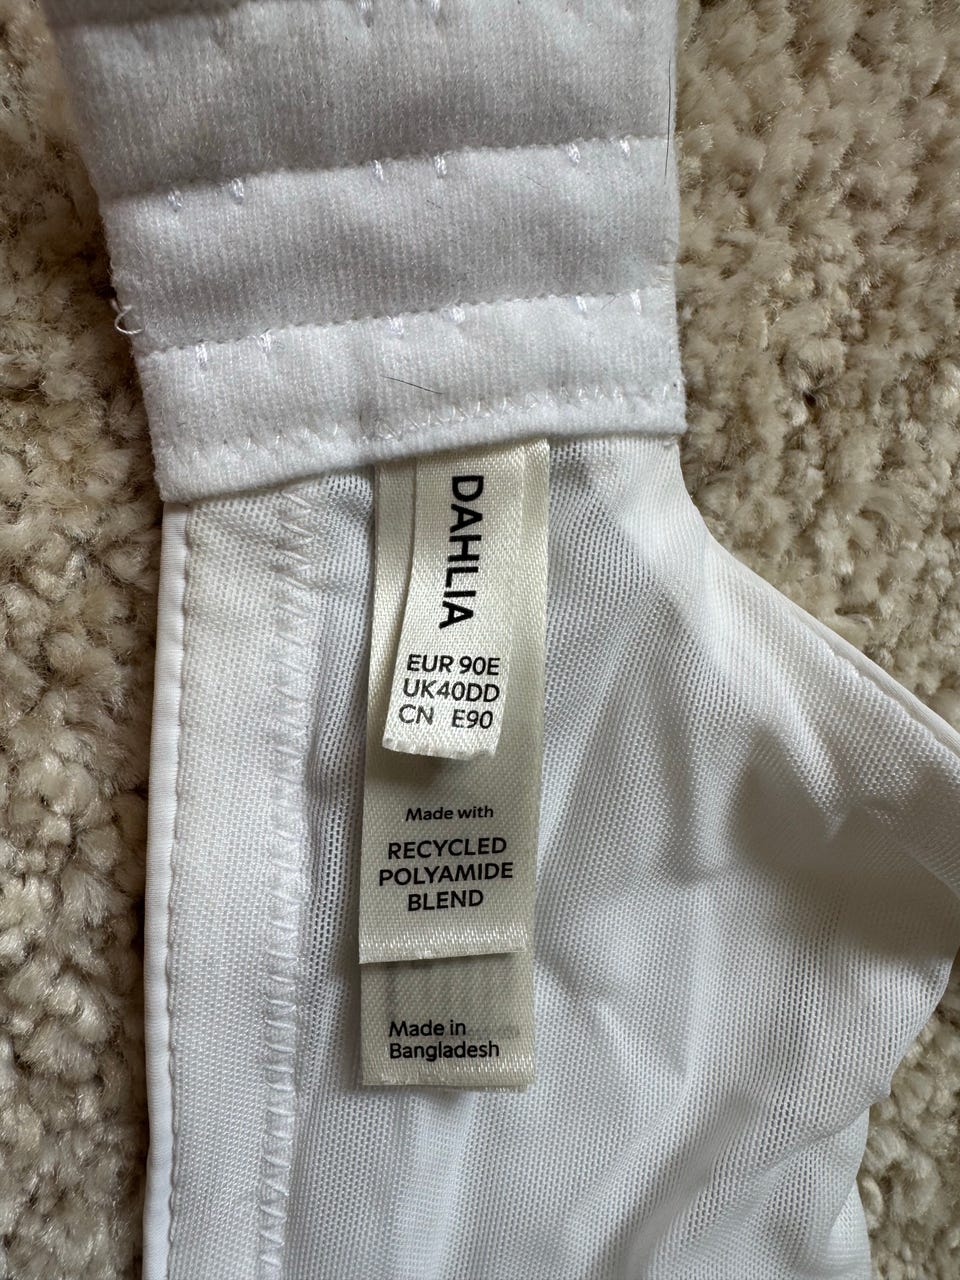 DAHLIA
EUR 90E
UK40DD
CN E90
Made with
RECYCLED
POLYAMIDE
BLEND
Made in
Bangladesh